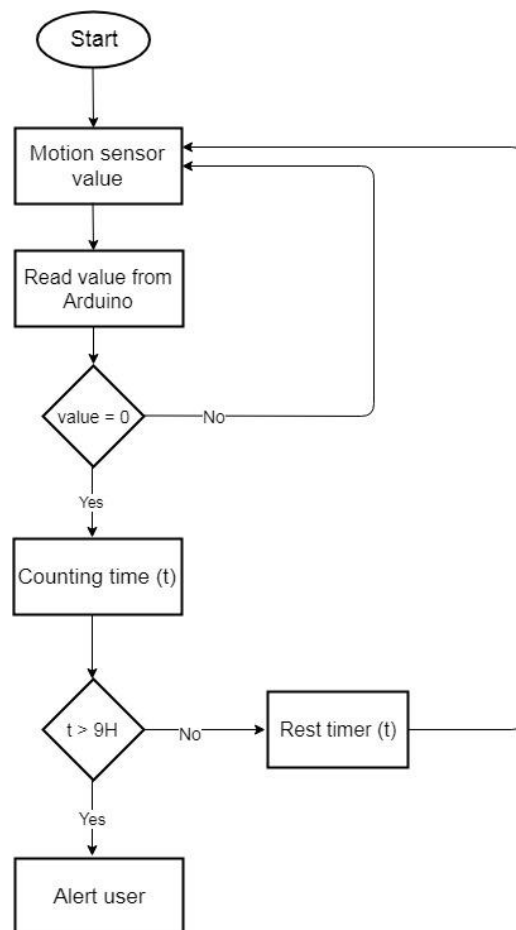 Start
Motion sensor
value
Read value from
Arduino
value = 0
No
Yes
Counting time (t)
t > 9H
No
Rest timer (t)
Yes
Alert user